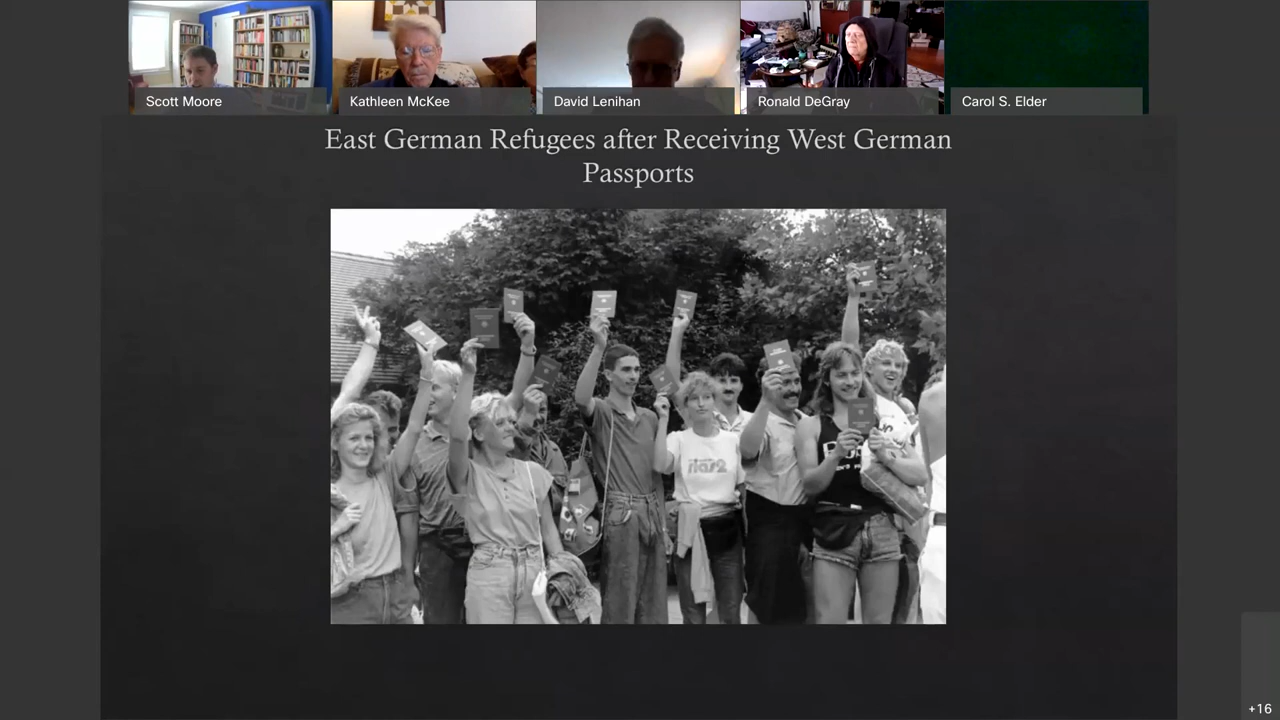 Scott Moore
Kathleen McKee
David Lenihan
Ronald DeGray
Carol S. Elder
East German Refugees after Receiving West German
Passports
rias2
+16